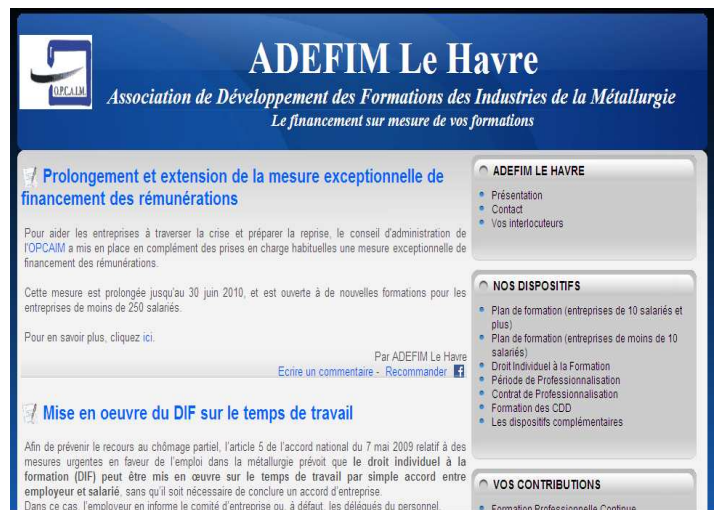 O.P.C.A.I.M.
ADEFIM Le Havre
Association de Développement des Formations des Industries de la Métallurgie
Le financement sur mesure de vos formations
Prolongement et extension de la mesure exceptionnelle de
financement des rémunérations
Pour aider les entreprises à traverser la crise et préparer la reprise, le conseil d'administration de
l'OPCAIM a mis en place en complément des prises en charge habituelles une mesure exceptionnelle de
financement des rémunérations.
Cette mesure est prolongée jusqu'au 30 juin 2010, et est ouverte à de nouvelles formations pour les
entreprises de moins de 250 salariés.
Pour en savoir plus, cliquez ici.
Par ADEFIM Le Havre
Ecrire un commentaire - Recommander
Mise en oeuvre du DIF sur le temps de travail
Afin de prévenir le recours au chômage partiel, l'article 5 de l'accord national du 7 mai 2009 relatif à des
mesures urgentes en faveur de l'emploi dans la métallurgie prévoit que le droit individuel à la
formation (DIF) peut être mis en œuvre sur le temps de travail par simple accord entre
employeur et salarié, sans qu'il soit nécessaire de conclure un accord d'entreprise.
Dans ce cas, l'employeur en informe le comité d'entreprise ou, à défaut, les délégués du personnel.
ADEFIM LE HAVRE
Présentation
Contact
Vos interlocuteurs
NOS DISPOSITIFS
Plan de formation (entreprises de 10 salariés et
plus)
Plan de formation (entreprises de moins de 10
salariés)
Droit Individuel à la Formation
Période de Professionnalisation
Contrat de Professionnalisation
Formation des CDD
Les dispositifs complémentaires
VOS CONTRIBUTIONS
Formation Professionnelle Continue